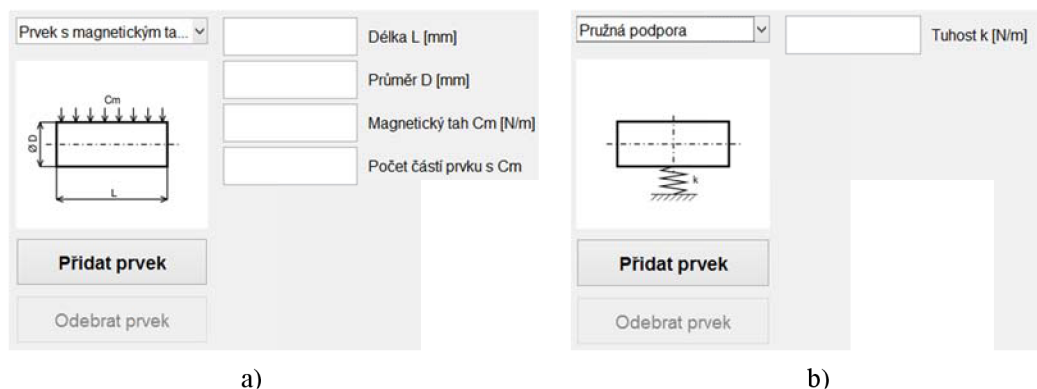 Prvek s magnetickým ta...
Délka L [mm]
Průměr D [mm]
Magnetický tah Cm [N/m]
Počet částí prvku s Cm
Cm
Ø D
L
Přidat prvek
Odebrat prvek
a)
Pružná podpora
Tuhost k [N/m]
k
Přidat prvek
Odebrat prvek
b)